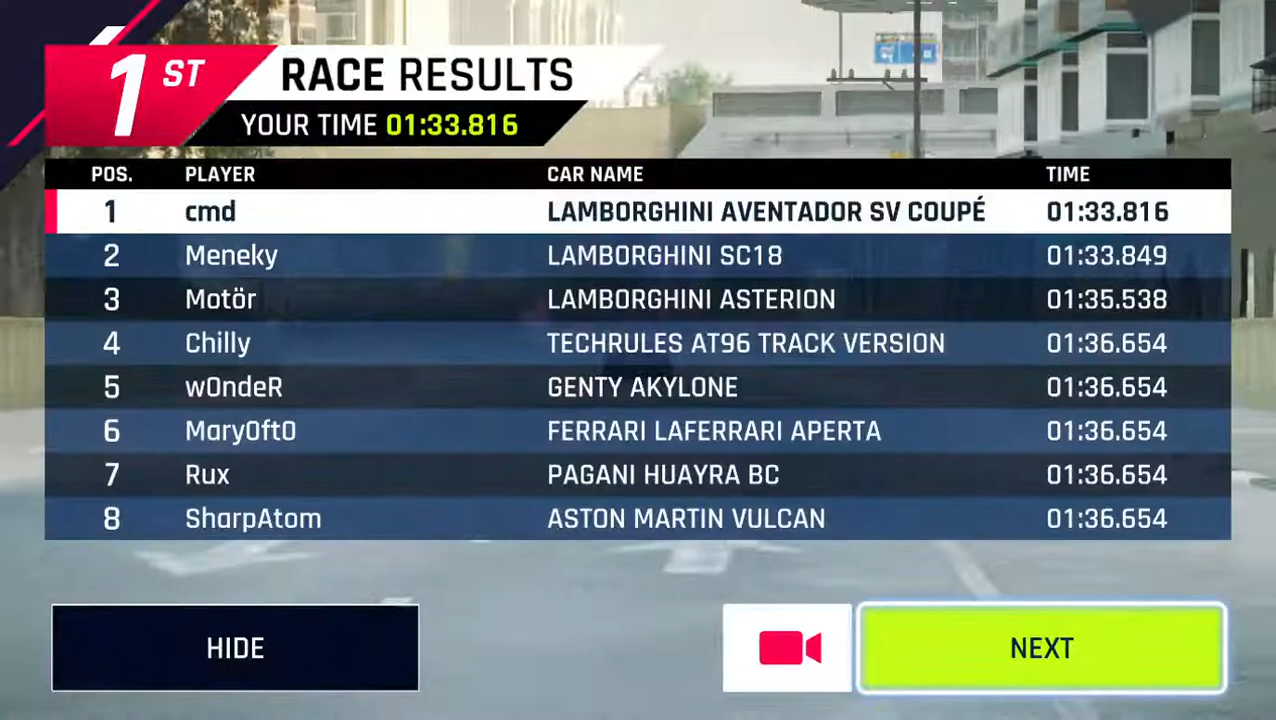 1ST
RACE RESULTS
YOUR TIME 01:33.816
POS. PLAYER CAR NAME TIME
1 cmd LAMBORGHINI AVENTADOR SV COUPÉ 01:33.816
2 Meneky LAMBORGHINI SC18 01:33.849
3 Motör LAMBORGHINI ASTERION 01:35.538
4 Chilly TECHRULES AT96 TRACK VERSION 01:36.654
5 w0ndeR GENTY AKYLONE 01:36.654
6 Mary0ft0 FERRARI LAFERRARI APERTA 01:36.654
7 Rux PAGANI HUAYRA BC 01:36.654
8 SharpAtom ASTON MARTIN VULCAN 01:36.654
HIDE NEXT